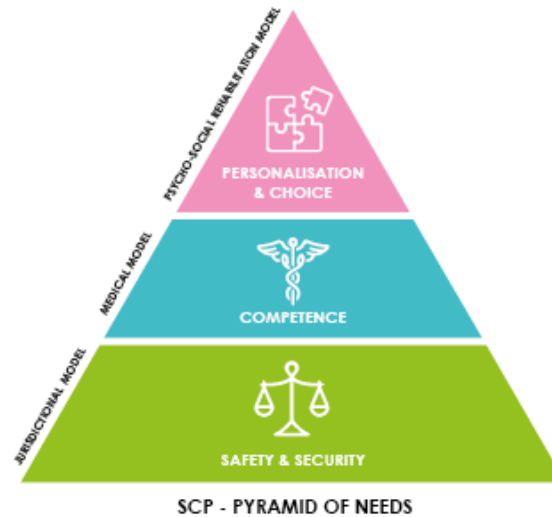 PSYCHO-SOCIAL REHABILITATION MODEL
PERSONALISATION
& CHOICE
MEDICAL MODEL
COMPETENCE
JURISDICTIONAL MODEL
SAFETY & SECURITY
SCP - PYRAMID OF NEEDS